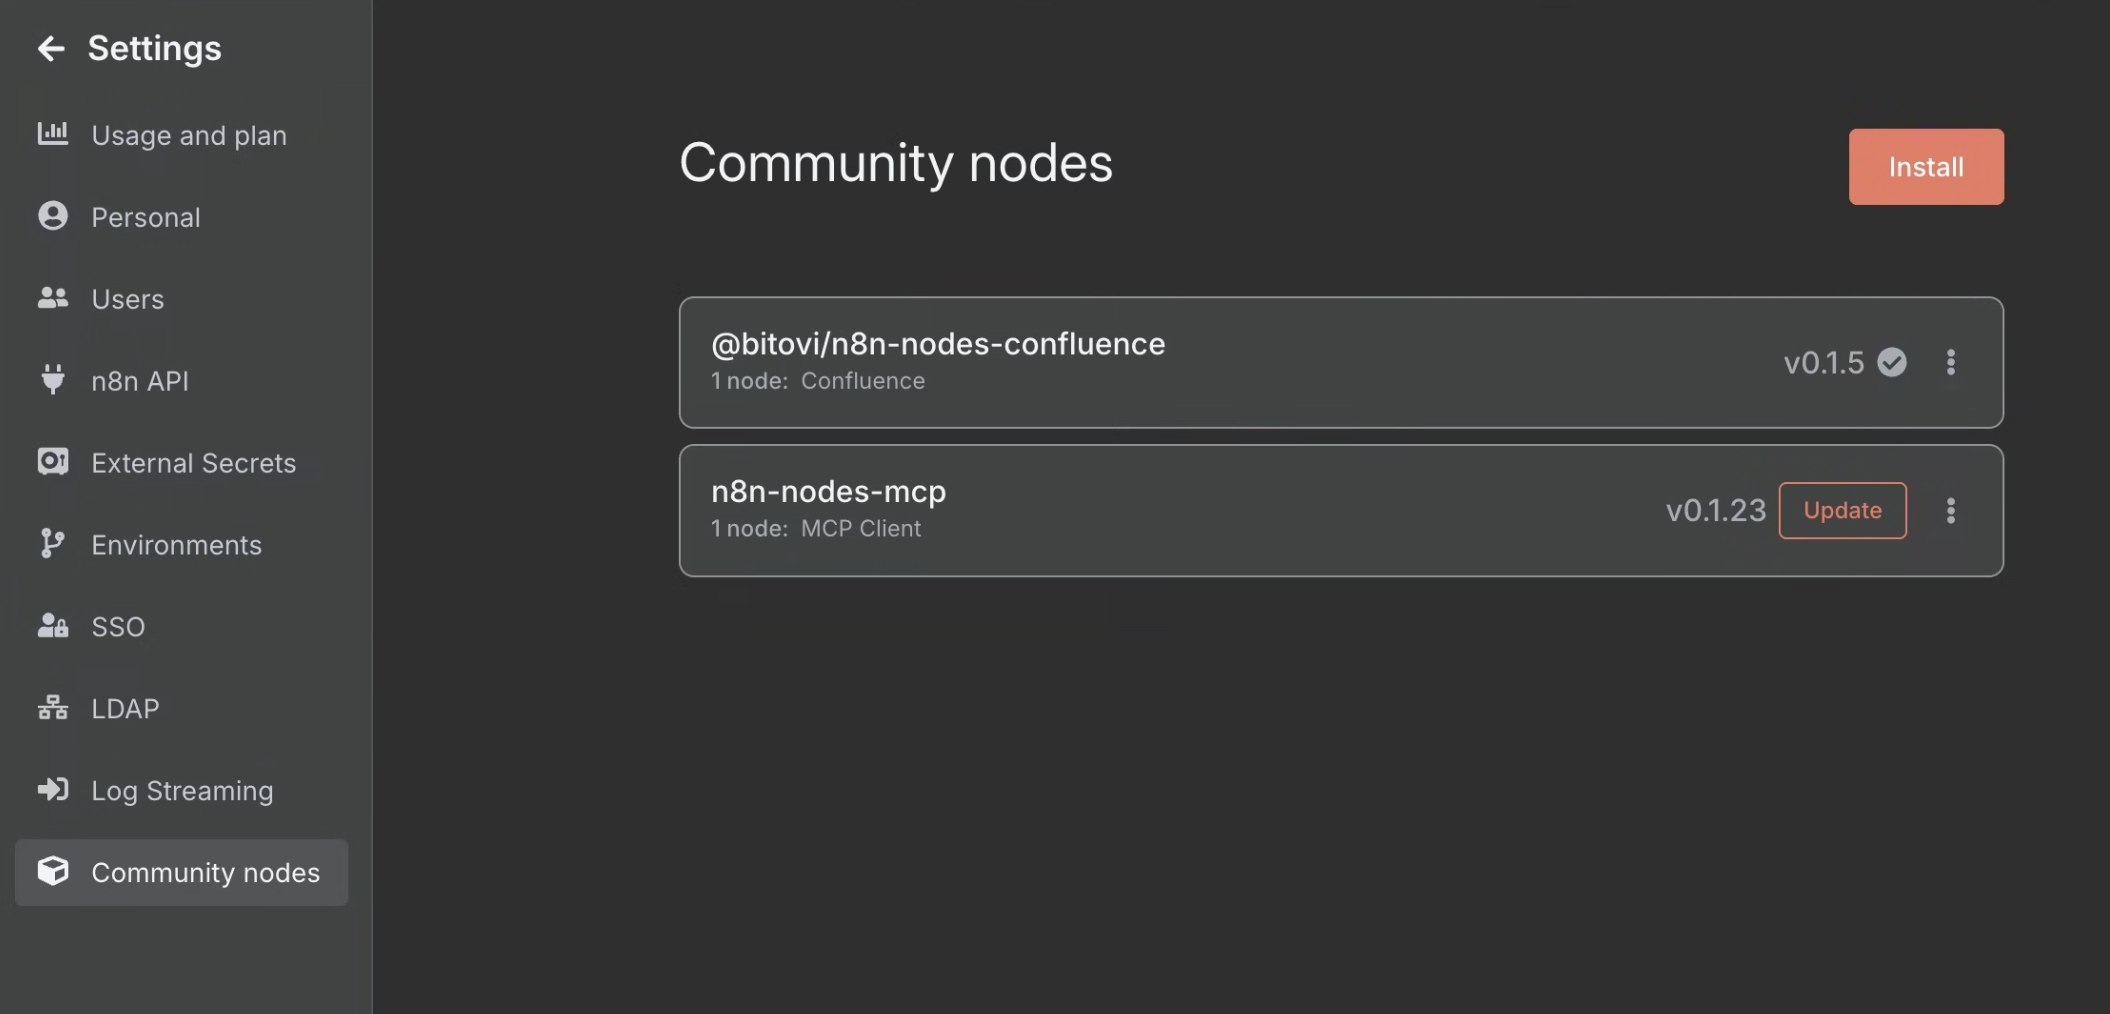 Settings
Usage and plan
Personal
Users
n8n API
External Secrets
Environments
SSO
LDAP
Log Streaming
Community nodes
Community nodes
Install
@bitovi/n8n-nodes-confluence
1 node: Confluence
v0.1.5
n8n-nodes-mcp
1 node: MCP Client
v0.1.23
Update